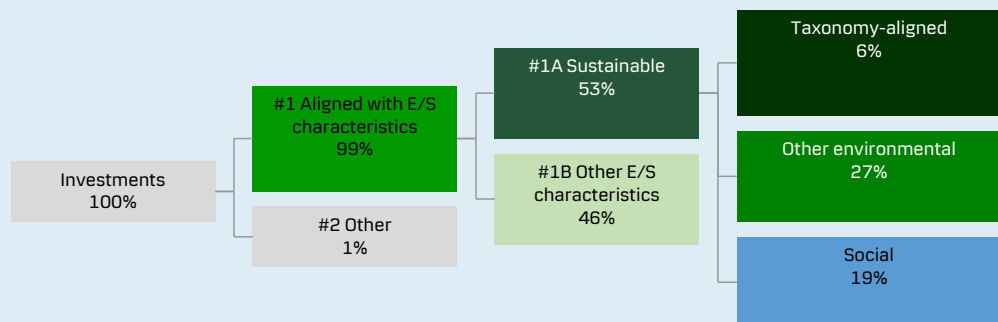 Investments
100%
#1 Aligned with E/S
characteristics
99%
#2 Other
1%
#1A Sustainable
53%
#1B Other E/S
characteristics
46%
Taxonomy-aligned
6%
Other environmental
27%
Social
19%